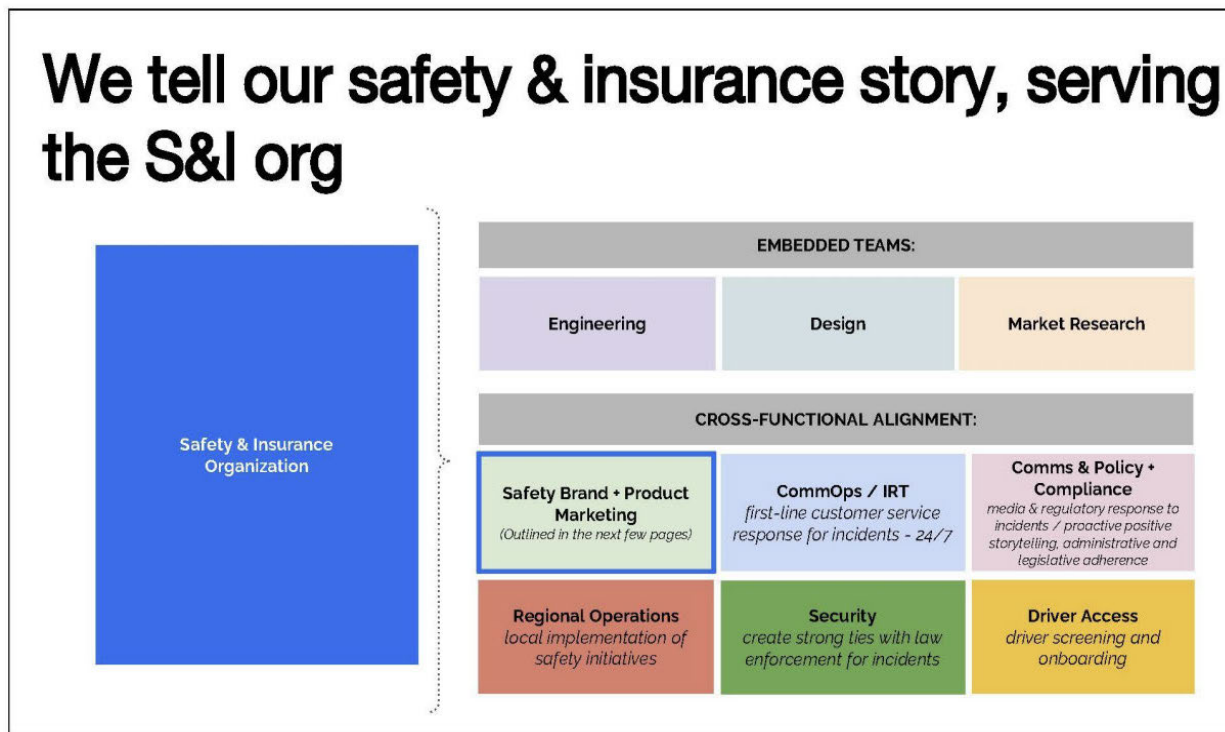 We tell our safety & insurance story, serving
the S&I org
Safety & Insurance
Organization
EMBEDDED TEAMS:
Engineering
Design
Market Research
CROSS-FUNCTIONAL ALIGNMENT:
Safety Brand + Product
Marketing
(Outlined in the next few pages)
CommOps / IRT
first-line customer service
response for incidents - 24/7
Comms & Policy +
Compliance
media & regulatory response to
incidents / proactive positive
storytelling, administrative and
legislative adherence
Regional Operations
local implementation of
safety initiatives
Security
create strong ties with law
enforcement for incidents
Driver Access
driver screening and
onboarding